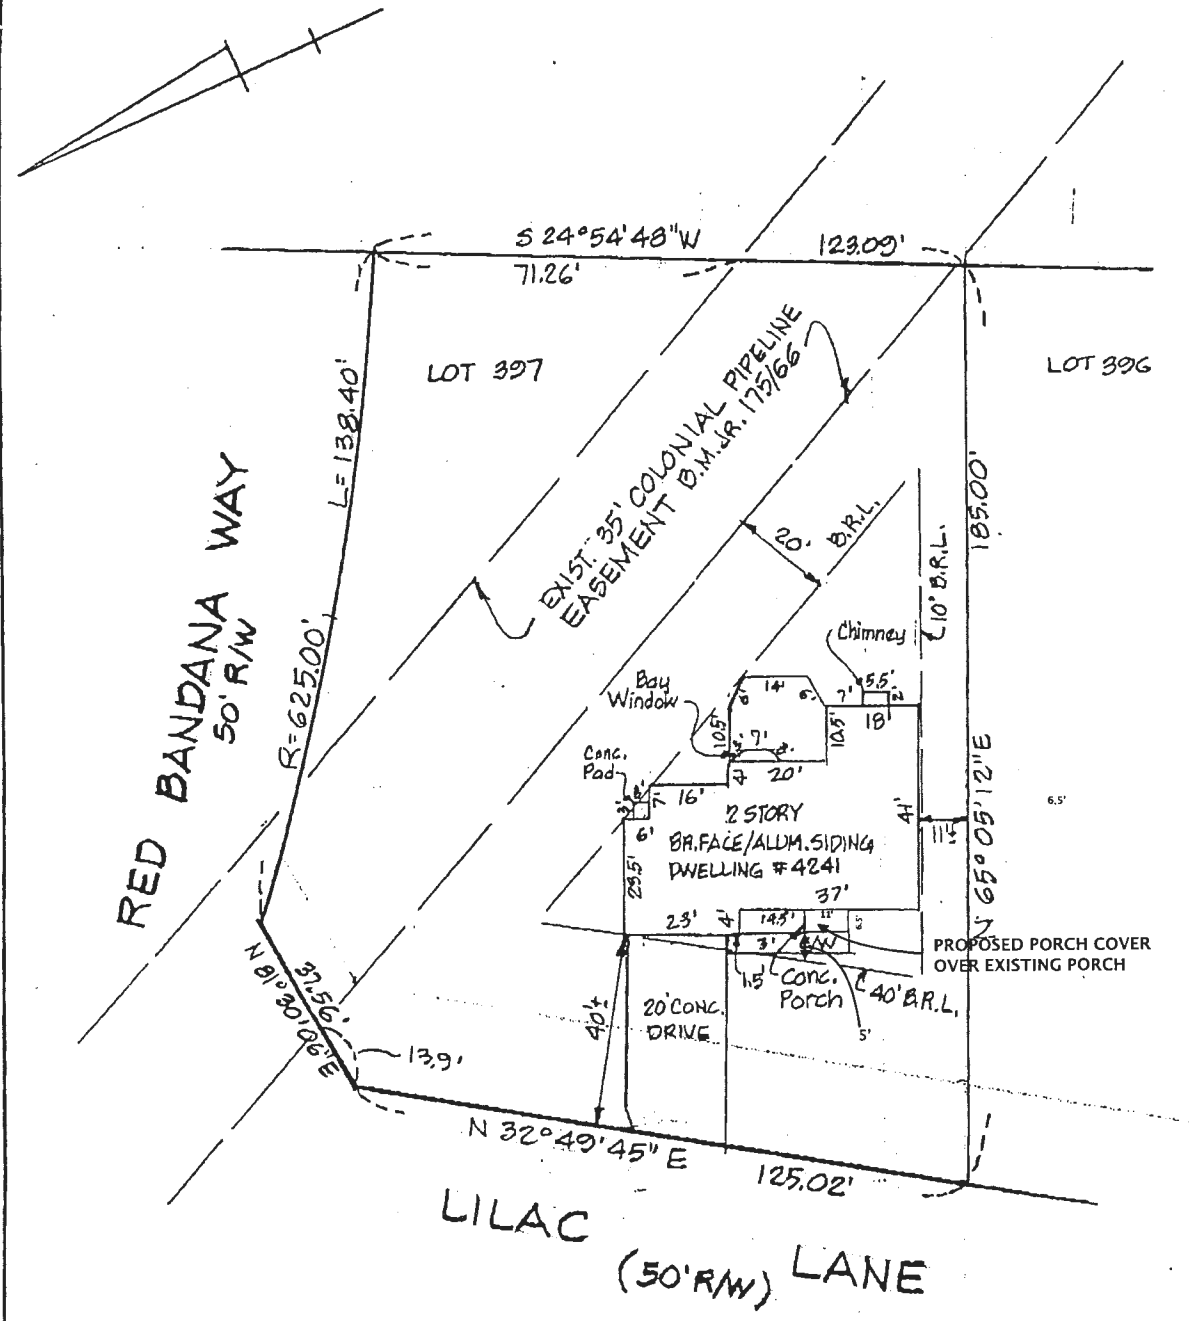 S 24°54'48"W
123.09'
71.26'
LOT 397
LOT 396
EXIST. 35' COLONIAL PIPELINE
EASEMENT B.M. JR. 175/66
L=138.40'
R=625.00'
RED BANDANA WAY
50' R/W
185.00'
N 65° 05' 12" E
20'
B.R.L.
10' B.R.L.
Chimney
5.5'
2'
7'
18'
14'
6'
6'
Bay
Window
10.5'
10.5'
7'
4'
20'
Conc.
Pad
7'
16'
6'
2 STORY
BR.FACE/ALUM.SIDING
DWELLING #4241
41'
6.5'
37'
23'
4'
14.5'
11'
3'
1.5'
PROPOSED PORCH COVER
OVER EXISTING PORCH
Conc.
Porch
40' B.R.L.
5'
20' CONC.
DRIVE
40'±
37.56'
N 81°30'06" E
13.9'
N 32°49'45" E
125.02'
LILAC LANE
(50' R/W)